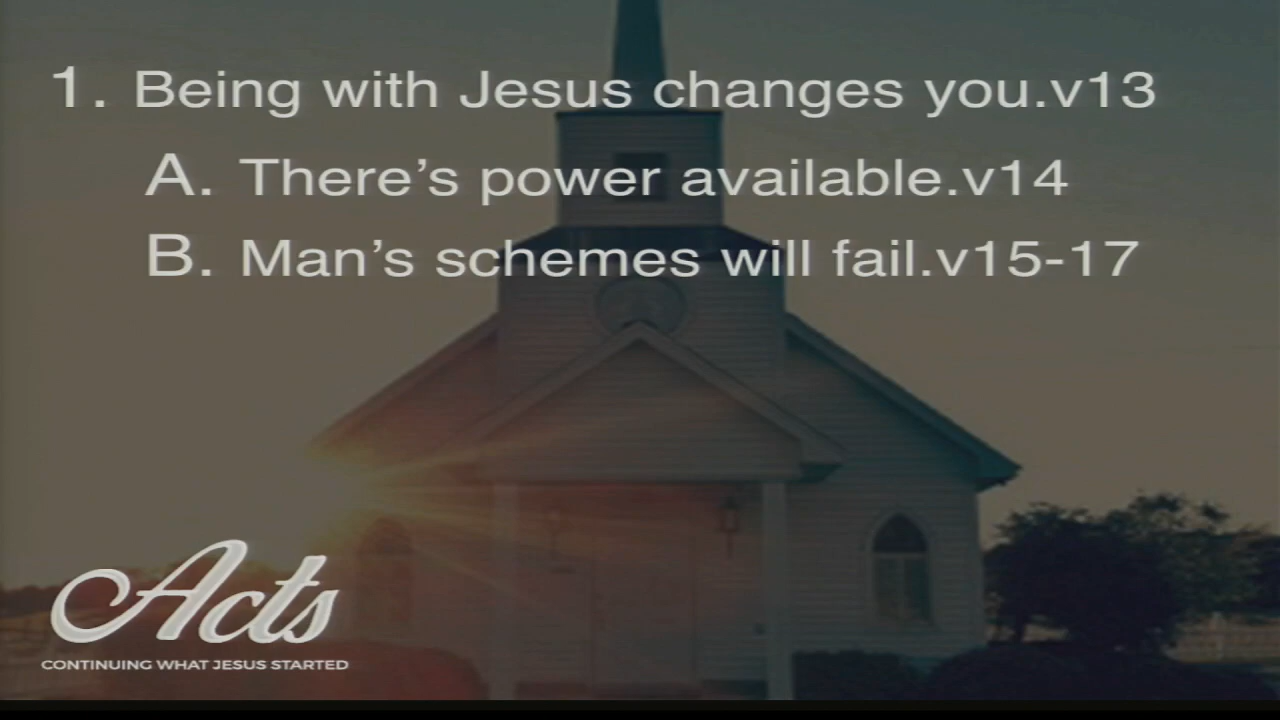 1. Being with Jesus changes you.v13
A. There’s power available.v14
B. Man’s schemes will fail.v15-17
Acts
CONTINUING WHAT JESUS STARTED